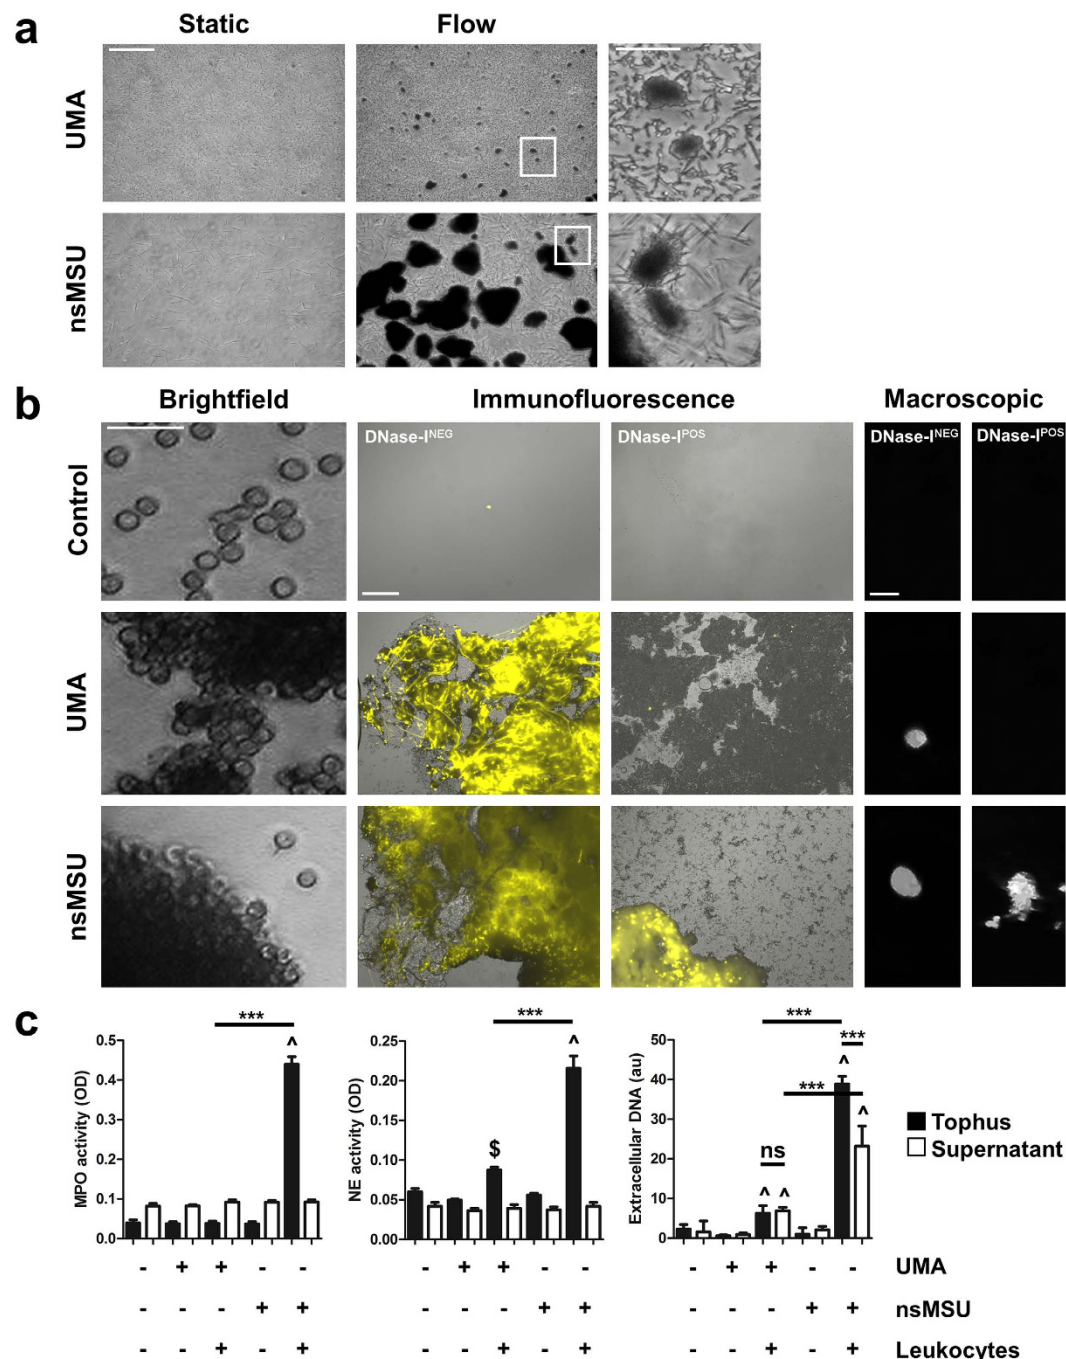 a
Static Flow
UMA
nsMSU
b
Brightfield Immunofluorescence Macroscopic
Control
DNase-I^NEG DNase-I^POS DNase-I^NEG DNase-I^POS
UMA
nsMSU
c
MPO activity (OD)
0.5
0.4
0.3
0.2
0.1
0.0
***
^
NE activity (OD)
0.25
0.20
0.15
0.10
0.05
0.00
***
^
$
Extracellular DNA (au)
50
40
30
20
10
0
***
***
^
***
^
ns
^ ^
Tophus
Supernatant
- + + - - - + + - - - + + - - UMA
- - - + + - - - + + - - - + + nsMSU
- - + - + - - + - + - - + - + Leukocytes